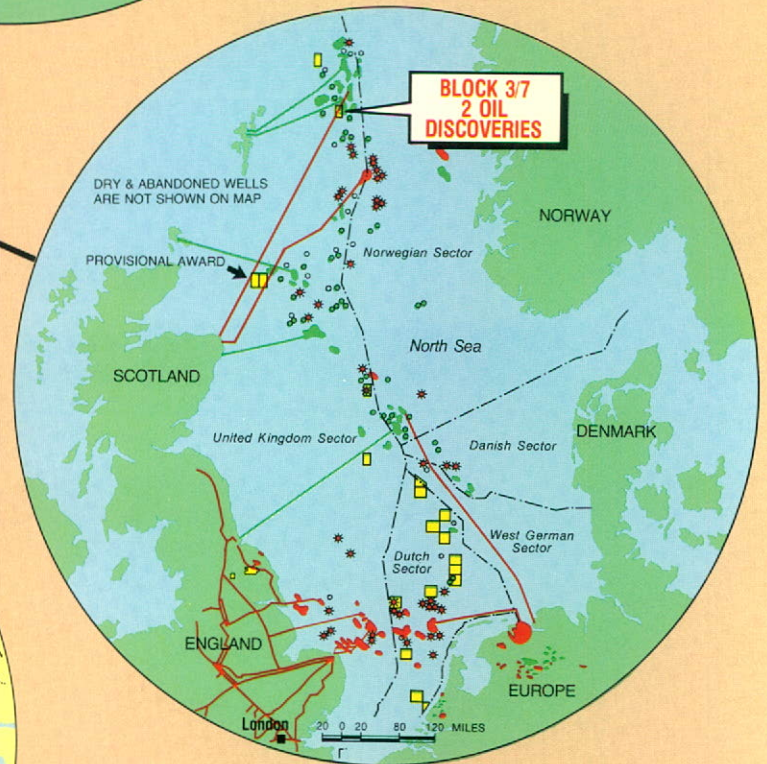 BLOCK 3/7
2 OIL
DISCOVERIES
DRY & ABANDONED WELLS
ARE NOT SHOWN ON MAP
NORWAY
PROVISIONAL AWARD
Norwegian Sector
North Sea
SCOTLAND
United Kingdom Sector
Danish Sector
DENMARK
West German
Sector
Dutch
Sector
ENGLAND
EUROPE
London
20 0 20 80 120 MILES